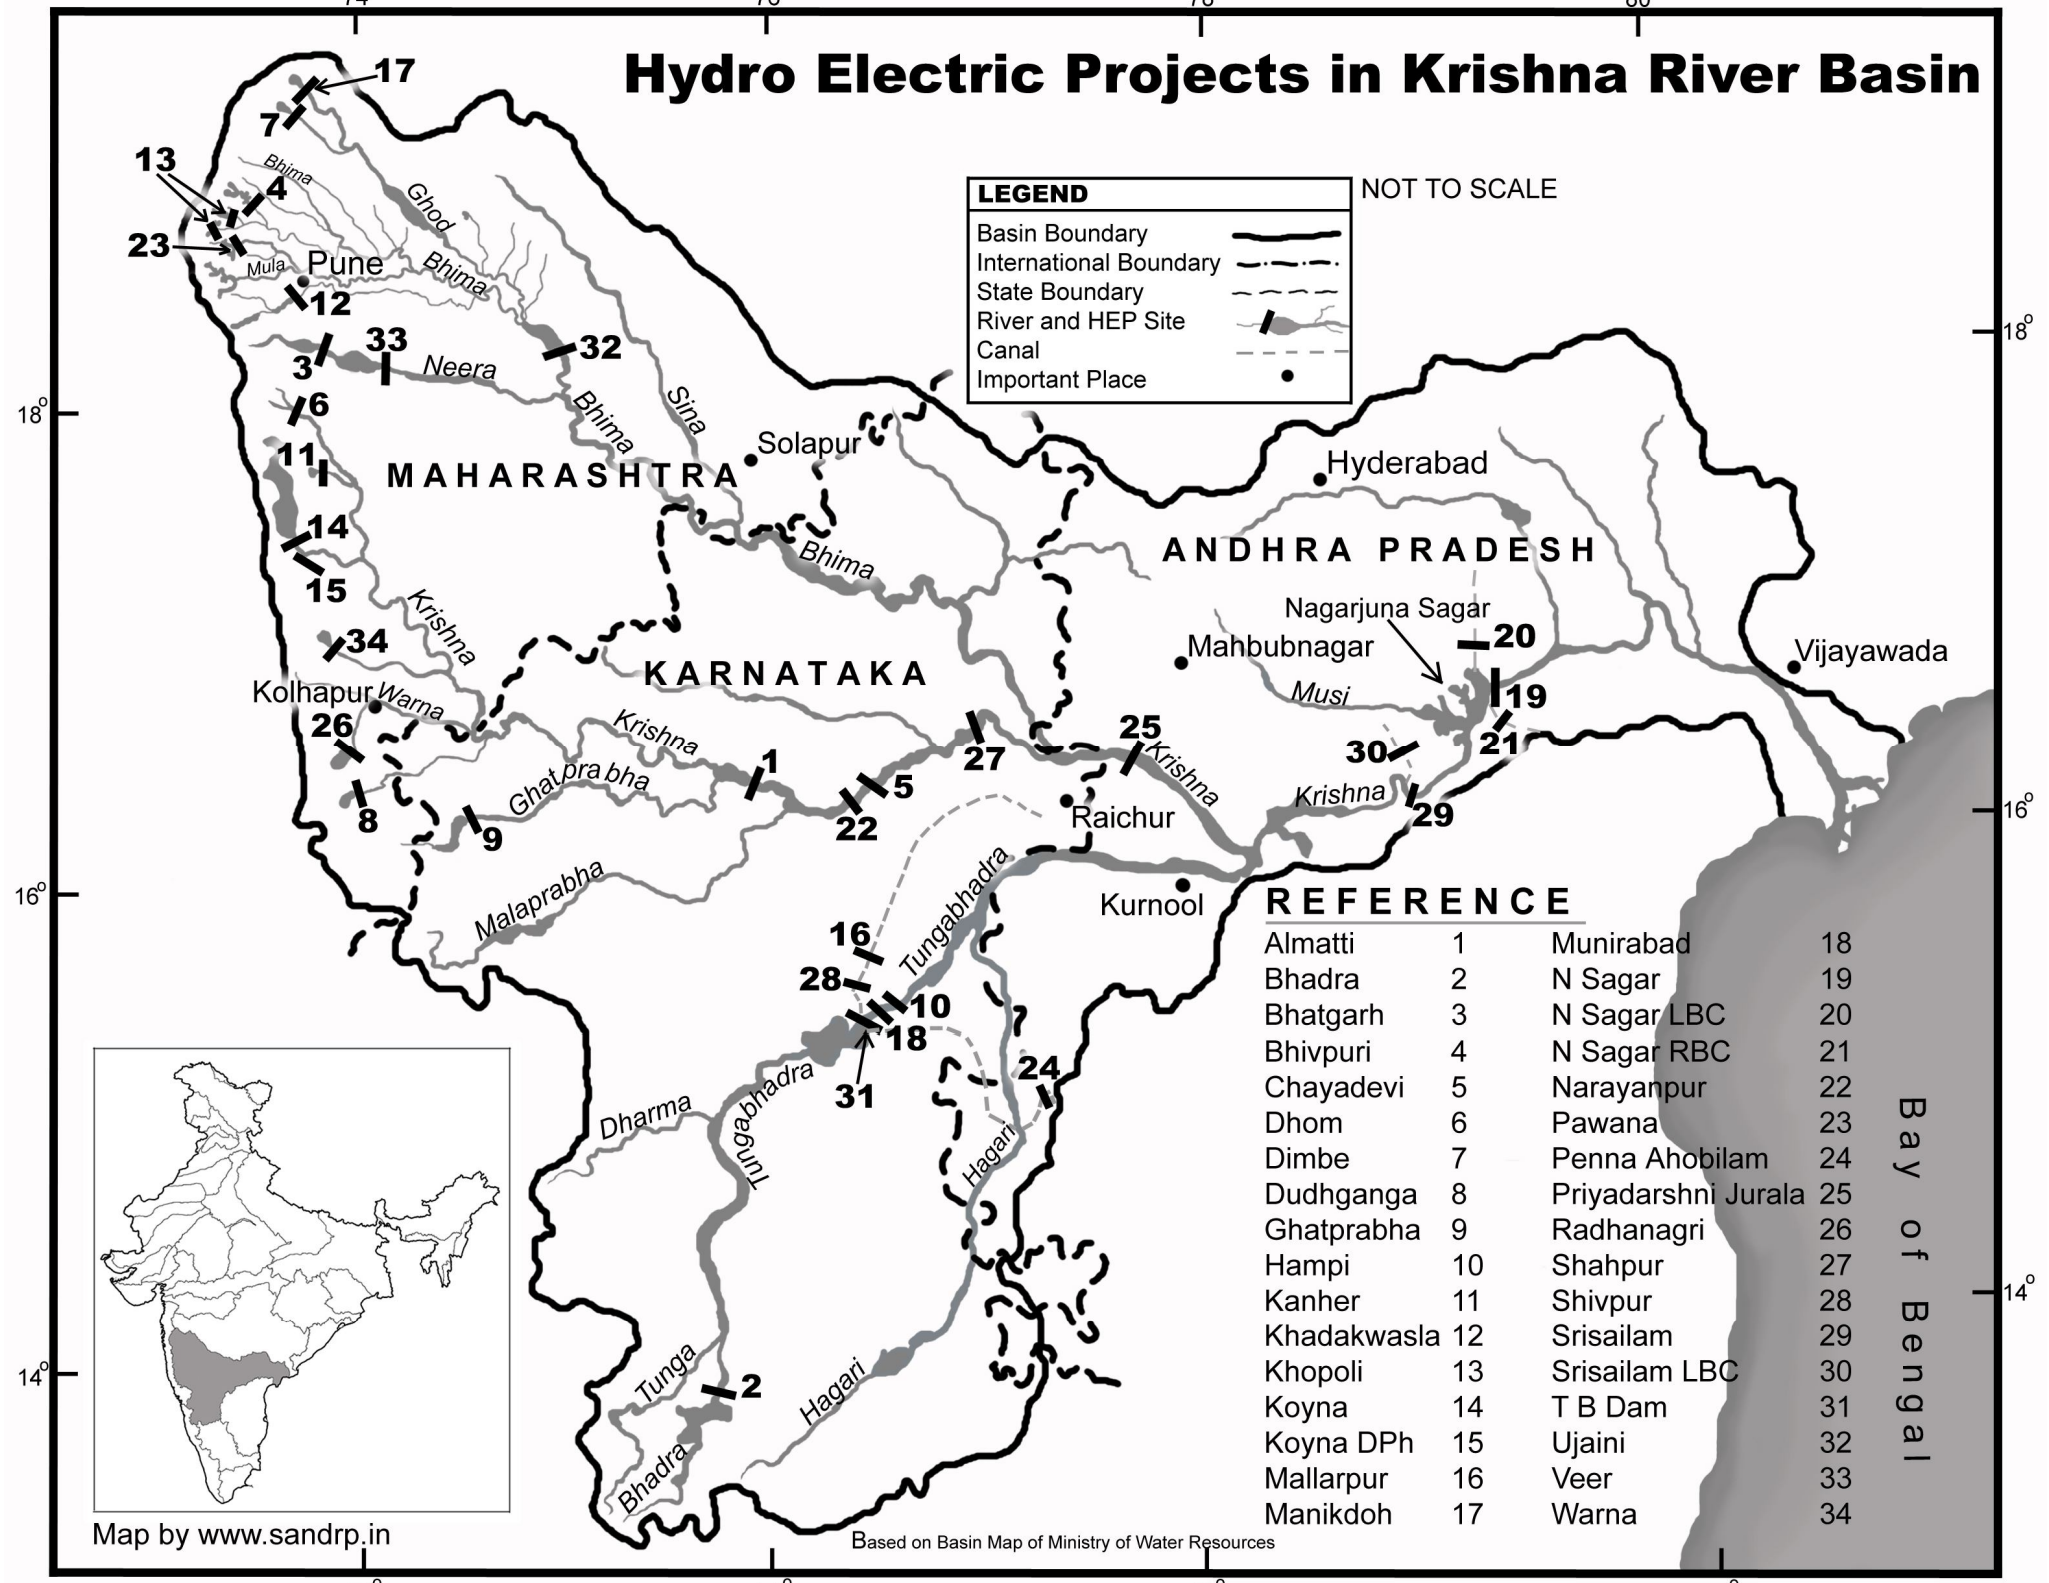 74
76
78
80
Hydro Electric Projects in Krishna River Basin
17
7
13
Bhima
4
Ghod
23
Mula
Pune
Bhima
12
LEGEND
NOT TO SCALE
Basin Boundary
International Boundary
State Boundary
River and HEP Site
Canal
Important Place
18°
3
33
Neera
32
6
Bhima
Sina
18°
11
Solapur
MAHARASHTRA
Hyderabad
14
15
Bhima
ANDHRA PRADESH
Krishna
Nagarjuna Sagar
20
34
Mahbubnagar
Vijayawada
KARNATAKA
Kolhapur
Warna
Musi
19
26
Krishna
25
21
1
27
Krishna
30
Ghatprabha
5
Krishna
16°
8
9
22
Raichur
29
Malaprabha
Tungabhadra
Kurnool
16°
16
28
10
18
31
24
Dharma
Tungabhadra
Hagari
14°
Tunga
2
Hagari
14°
Bhadra
REFERENCE
Almatti 1 Munirabad 18
Bhadra 2 N Sagar 19
Bhatgarh 3 N Sagar LBC 20
Bhivpuri 4 N Sagar RBC 21
Chayadevi 5 Narayanpur 22
Dhom 6 Pawana 23
Dimbe 7 Penna Ahobilam 24
Dudhganga 8 Priyadarshni Jurala 25
Ghatprabha 9 Radhanagri 26
Hampi 10 Shahpur 27
Kanher 11 Shivpur 28
Khadakwasla 12 Srisailam 29
Khopoli 13 Srisailam LBC 30
Koyna 14 T B Dam 31
Koyna DPh 15 Ujaini 32
Mallarpur 16 Veer 33
Manikdoh 17 Warna 34
Bay of Bengal
Map by www.sandrp.in
Based on Basin Map of Ministry of Water Resources